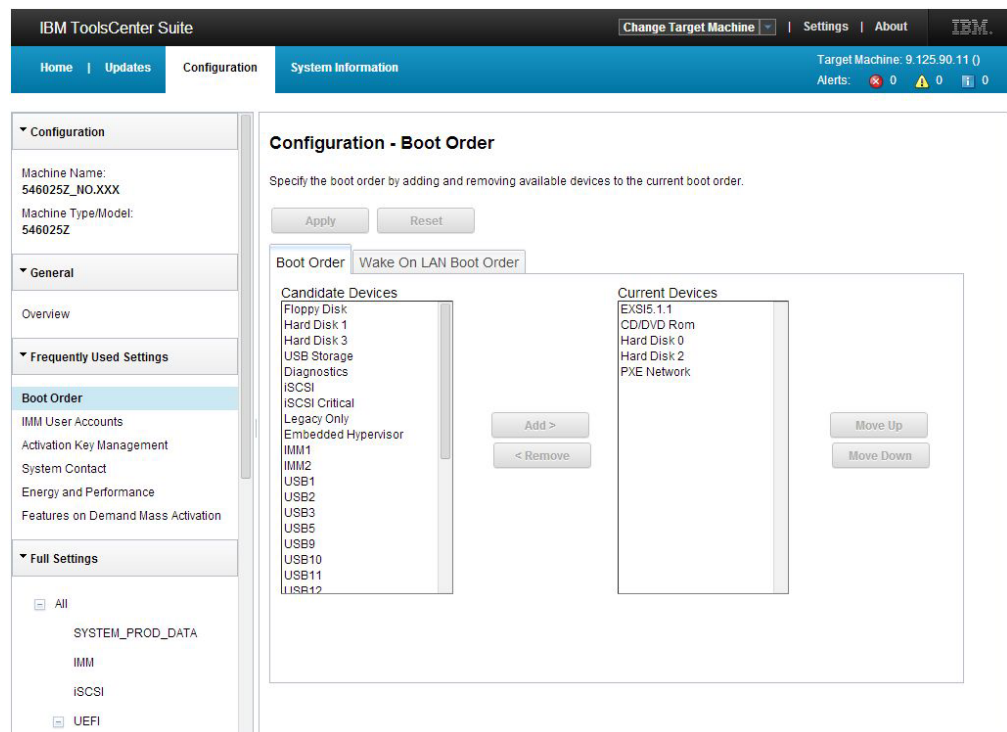 IBM ToolsCenter Suite
Change Target Machine | Settings | About
IBM.
Home | Updates Configuration System Information
Target Machine: 9.125.90.11 ()
Alerts: 0 0 0
Configuration
Machine Name:
546025Z_NO.XXX
Machine Type/Model:
546025Z
General
Overview
Frequently Used Settings
Boot Order
IMM User Accounts
Activation Key Management
System Contact
Energy and Performance
Features on Demand Mass Activation
Full Settings
All
SYSTEM_PROD_DATA
IMM
iSCSI
UEFI
Configuration - Boot Order
Specify the boot order by adding and removing available devices to the current boot order.
Apply Reset
Boot Order Wake On LAN Boot Order
Candidate Devices
Floppy Disk
Hard Disk 1
Hard Disk 3
USB Storage
Diagnostics
iSCSI
iSCSI Critical
Legacy Only
Embedded Hypervisor
IMM1
IMM2
USB1
USB2
USB3
USB5
USB9
USB10
USB11
USB12
Add >
< Remove
Current Devices
EXSI5.1.1
CD/DVD Rom
Hard Disk 0
Hard Disk 2
PXE Network
Move Up
Move Down